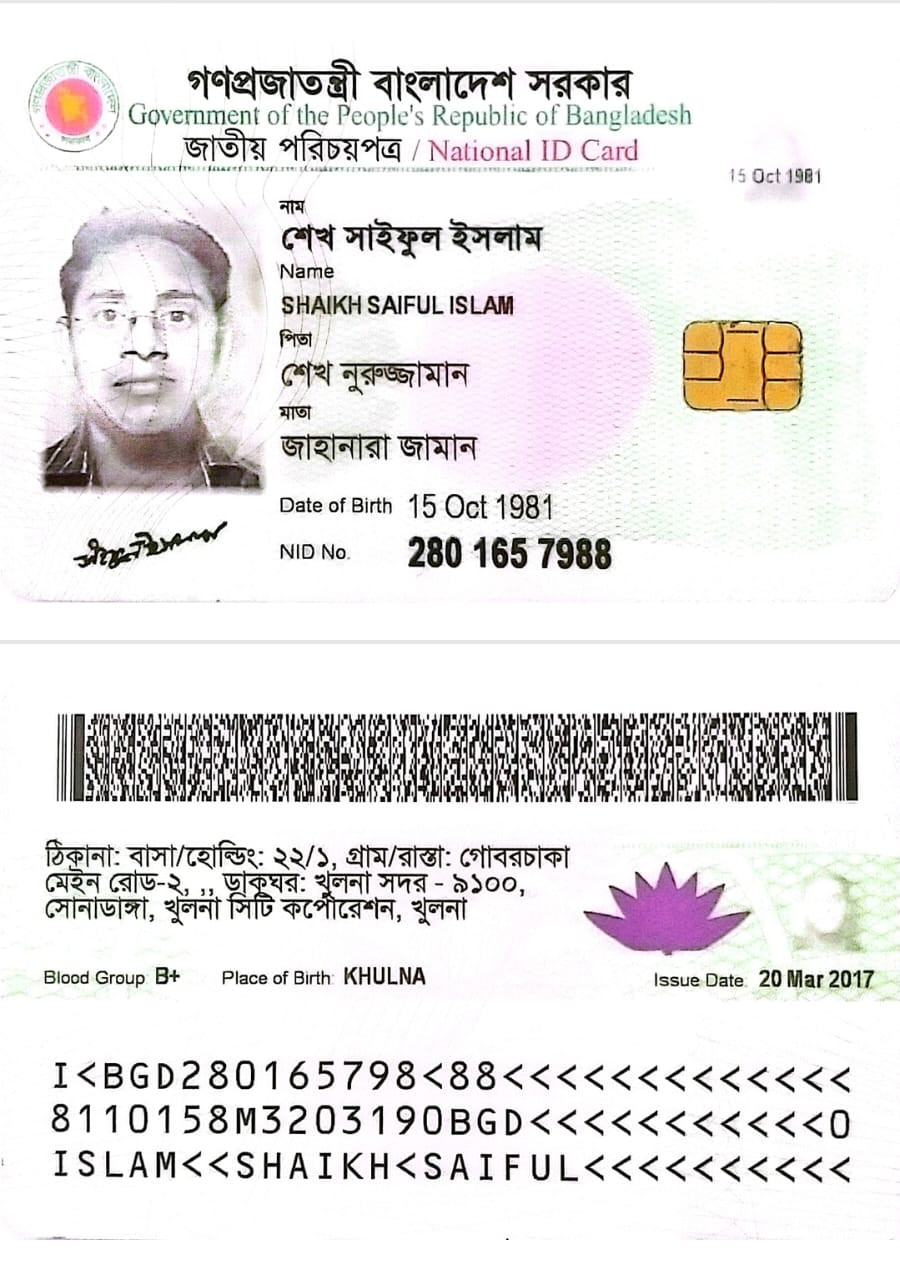 গণপ্রজাতন্ত্রী বাংলাদেশ সরকার
Government of the People's Republic of Bangladesh
জাতীয় পরিচয়পত্র / National ID Card
15 Oct 1981
নাম
শেখ সাইফুল ইসলাম
Name
SHAIKH SAIFUL ISLAM
পিতা
শেখ নুরুজ্জামান
মাতা
জাহানারা জামান
Date of Birth 15 Oct 1981
NID No. 280 165 7988
ঠিকানা: বাসা/হোল্ডিং: ২২/১, গ্রাম/রাস্তা: গোবরচাকা
মেইন রোড-২, ,, ডাকঘর: খুলনা সদর - ৯১০০,
সোনাডাঙ্গা, খুলনা সিটি কর্পোরেশন, খুলনা
Blood Group: B+ Place of Birth: KHULNA
Issue Date: 20 Mar 2017
I<BGD280165798<88<<<<<<<<<<<<<<
8110158M3203190BGD<<<<<<<<<<<0
ISLAM<<SHAIKH<SAIFUL<<<<<<<<<<